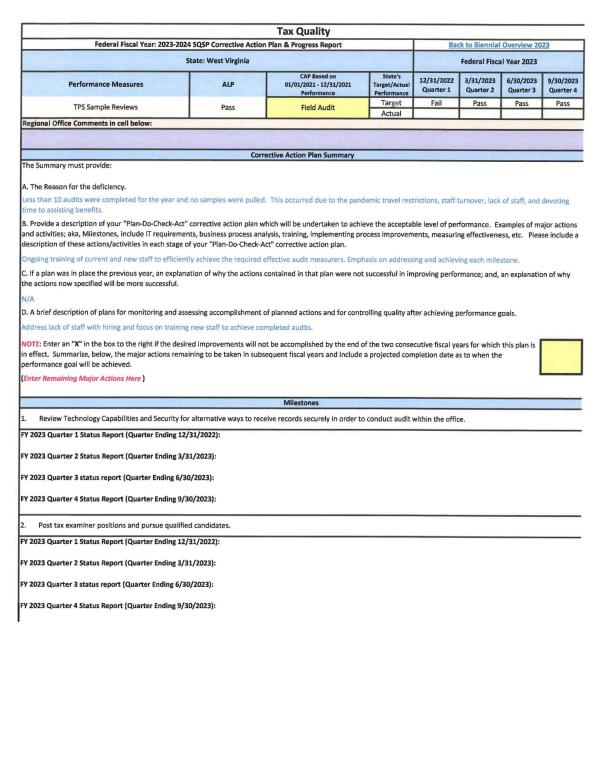 Tax Quality
Federal Fiscal Year: 2023-2024 SQSP Corrective Action Plan & Progress Report
Back to Biennial Overview 2023
State: West Virginia
Federal Fiscal Year 2023
Performance Measures
ALP
CAP Based on
01/01/2021 - 12/31/2021
Performance
State's
Target/Actual
Performance
12/31/2022
Quarter 1
3/31/2023
Quarter 2
6/30/2023
Quarter 3
9/30/2023
Quarter 4
TPS Sample Reviews
Pass
Field Audit
Target
Fail
Pass
Pass
Pass
Actual
Regional Office Comments in cell below:
Corrective Action Plan Summary
The Summary must provide:
A. The Reason for the deficiency.
Less than 10 audits were completed for the year and no samples were pulled. This occurred due to the pandemic travel restrictions, staff turnover, lack of staff, and devoting
time to assisting benefits.
B. Provide a description of your "Plan-Do-Check-Act" corrective action plan which will be undertaken to achieve the acceptable level of performance. Examples of major actions
and activities; aka, Milestones, include IT requirements, business process analysis, training, implementing process improvements, measuring effectiveness, etc. Please include a
description of these actions/activities in each stage of your "Plan-Do-Check-Act" corrective action plan.
Ongoing training of current and new staff to efficiently achieve the required effective audit measurers. Emphasis on addressing and achieving each milestone.
C. If a plan was in place the previous year, an explanation of why the actions contained in that plan were not successful in improving performance; and, an explanation of why
the actions now specified will be more successful.
N/A
D. A brief description of plans for monitoring and assessing accomplishment of planned actions and for controlling quality after achieving performance goals.
Address lack of staff with hiring and focus on training new staff to achieve completed audits.
NOTE: Enter an "X" in the box to the right if the desired improvements will not be accomplished by the end of the two consecutive fiscal years for which this plan is
in effect. Summarize, below, the major actions remaining to be taken in subsequent fiscal years and include a projected completion date as to when the
performance goal will be achieved.
(Enter Remaining Major Actions Here )
Milestones
1. Review Technology Capabilities and Security for alternative ways to receive records securely in order to conduct audit within the office.
FY 2023 Quarter 1 Status Report (Quarter Ending 12/31/2022):
FY 2023 Quarter 2 Status Report (Quarter Ending 3/31/2023):
FY 2023 Quarter 3 status report (Quarter Ending 6/30/2023):
FY 2023 Quarter 4 Status Report (Quarter Ending 9/30/2023):
2. Post tax examiner positions and pursue qualified candidates.
FY 2023 Quarter 1 Status Report (Quarter Ending 12/31/2022):
FY 2023 Quarter 2 Status Report (Quarter Ending 3/31/2023):
FY 2023 Quarter 3 status report (Quarter Ending 6/30/2023):
FY 2023 Quarter 4 Status Report (Quarter Ending 9/30/2023):